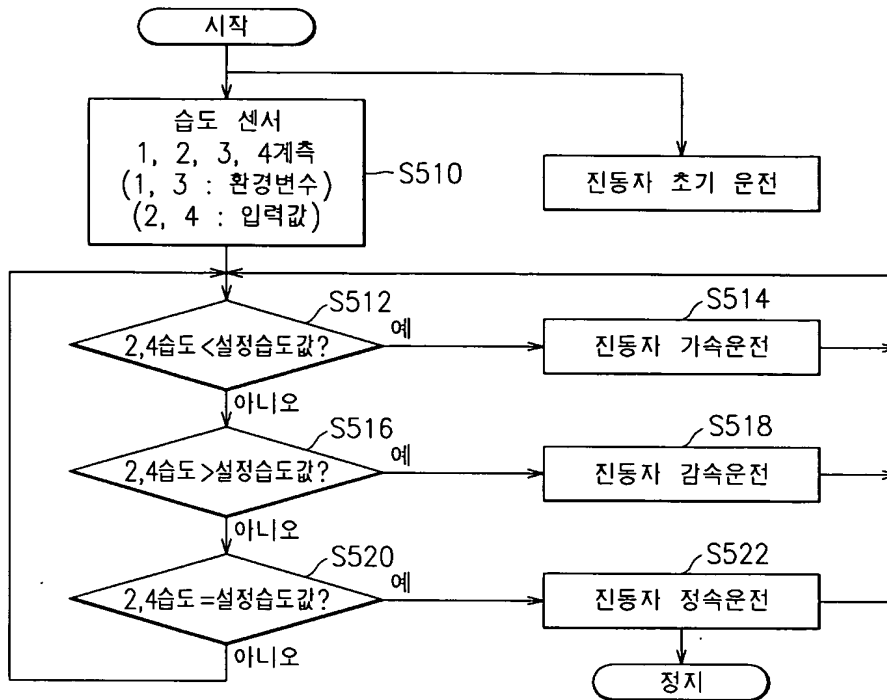 시작
습도 센서
1, 2, 3, 4계측
(1, 3 : 환경변수)
(2, 4 : 입력값)
S510
진동자 초기 운전
S512
2,4습도<설정습도값?
예
아니오
S514
진동자 가속운전
S516
2,4습도>설정습도값?
예
아니오
S518
진동자 감속운전
S520
2,4습도=설정습도값?
예
아니오
S522
진동자 정속운전
정지